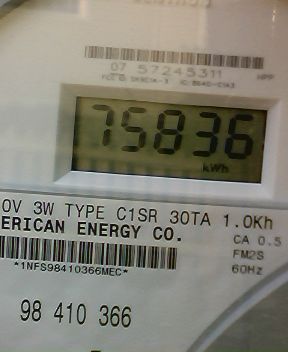 07 57245311 HPP
75836
kWh
0V 3W TYPE C1SR 30TA 1.0Kh
ERICAN ENERGY CO.
CA 0.5
FM2S
60Hz
*1NFS98410366MEC*
98 410 366